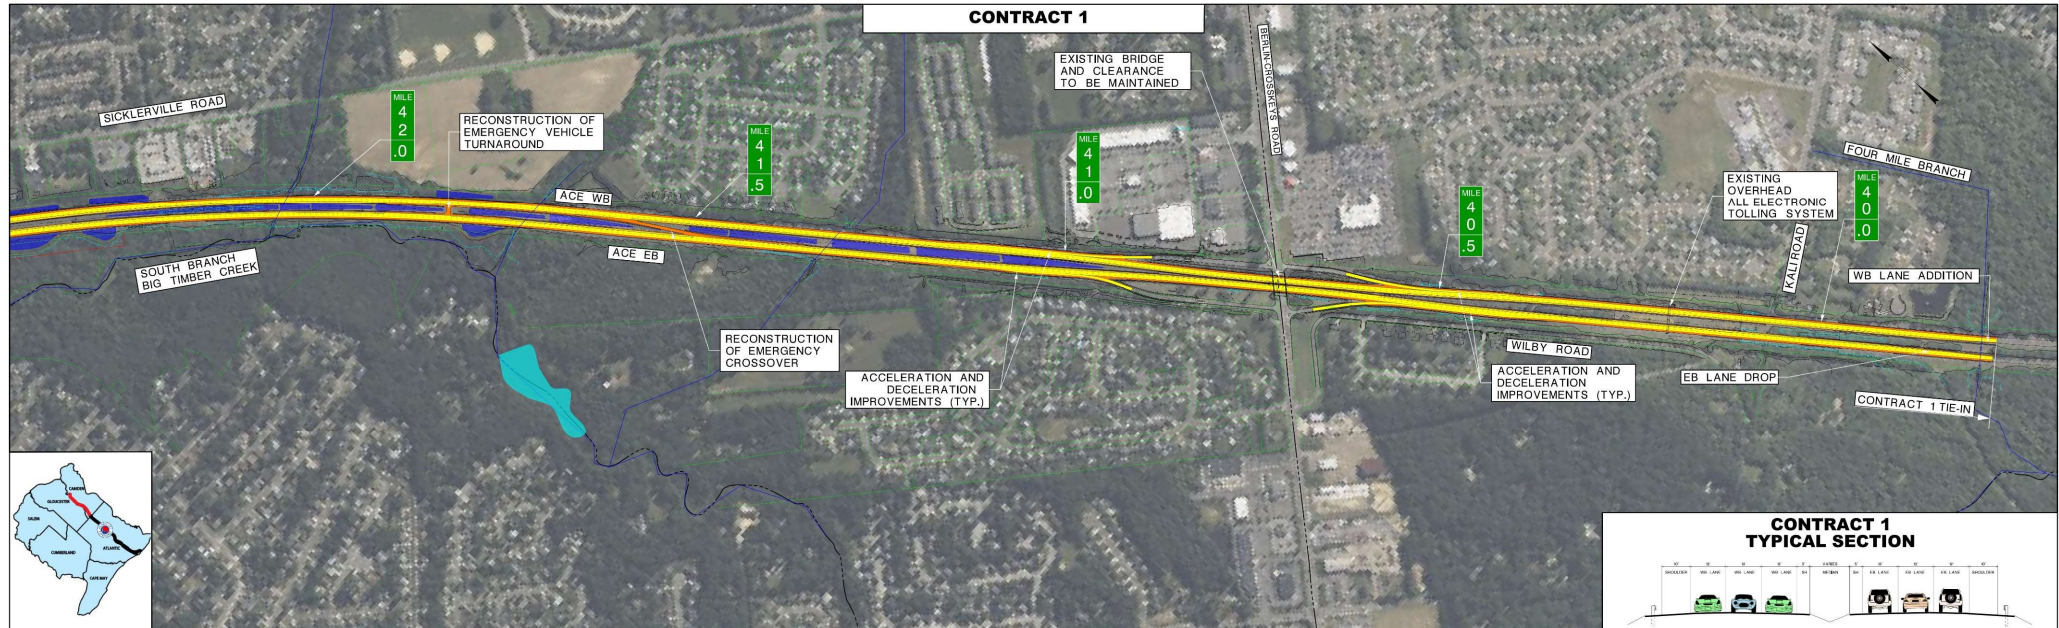 CONTRACT 1
SICKLERVILLE ROAD
MILE
4
2
.0
RECONSTRUCTION OF
EMERGENCY VEHICLE
TURNAROUND
MILE
4
1
.5
EXISTING BRIDGE
AND CLEARANCE
TO BE MAINTAINED
MILE
4
1
.0
BERLIN-CROSSKEYS ROAD
MILE
4
0
.5
EXISTING
OVERHEAD
ALL ELECTRONIC
TOLLING SYSTEM
FOUR MILE BRANCH
MILE
4
0
.0
KALI ROAD
WB LANE ADDITION
ACE WB
ACE EB
SOUTH BRANCH
BIG TIMBER CREEK
RECONSTRUCTION
OF EMERGENCY
CROSSOVER
ACCELERATION AND
DECELERATION
IMPROVEMENTS (TYP.)
WILBY ROAD
ACCELERATION AND
DECELERATION
IMPROVEMENTS (TYP.)
EB LANE DROP
CONTRACT 1 TIE-IN
CAMDEN
GLOUCESTER
SALEM
ATLANTIC
CUMBERLAND
CAPE MAY
CONTRACT 1
TYPICAL SECTION
SHOULDER WB LANE WB LANE WB LANE SH MEDIAN SH EB LANE EB LANE EB LANE SHOULDER